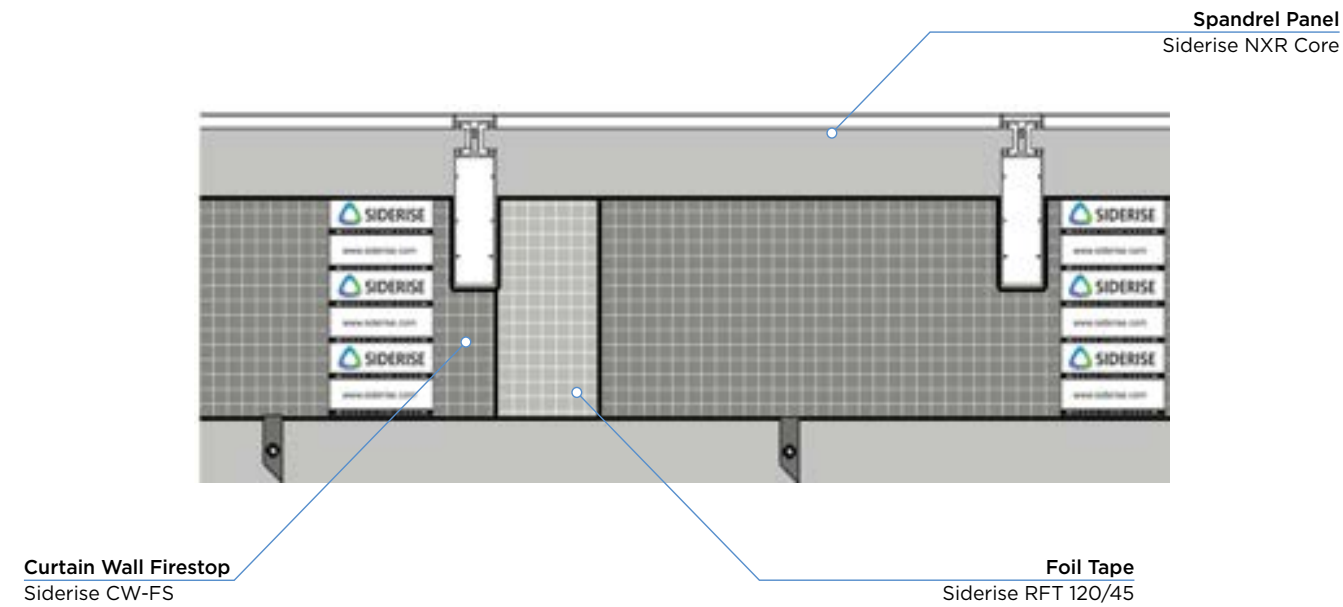 Spandrel Panel
Siderise NXR Core
SIDERISE
www.siderise.com
SIDERISE
www.siderise.com
SIDERISE
www.siderise.com
SIDERISE
www.siderise.com
SIDERISE
www.siderise.com
SIDERISE
www.siderise.com
Curtain Wall Firestop
Siderise CW-FS
Foil Tape
Siderise RFT 120/45